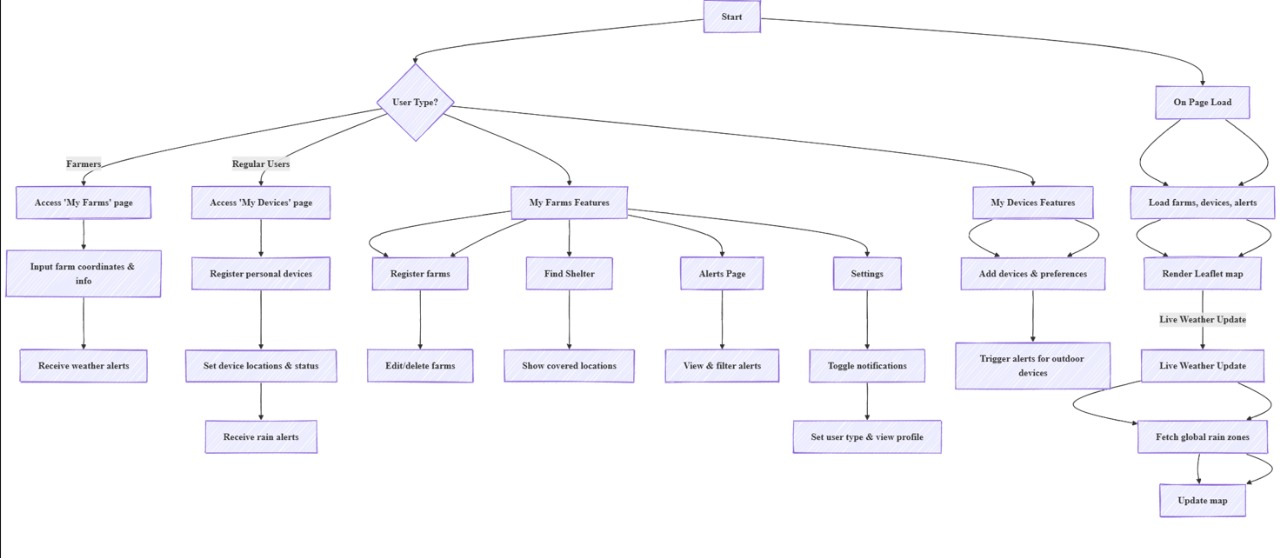 Start
User Type?
On Page Load
Farmers
Regular Users
Access 'My Farms' page
Access 'My Devices' page
My Farms Features
My Devices Features
Load farms, devices, alerts
Input farm coordinates &
info
Register personal devices
Register farms
Find Shelter
Alerts Page
Settings
Add devices & preferences
Render Leaflet map
Live Weather Update
Receive weather alerts
Set device locations & status
Edit/delete farms
Show covered locations
View & filter alerts
Toggle notifications
Trigger alerts for outdoor
devices
Live Weather Update
Receive rain alerts
Set user type & view profile
Fetch global rain zones
Update map